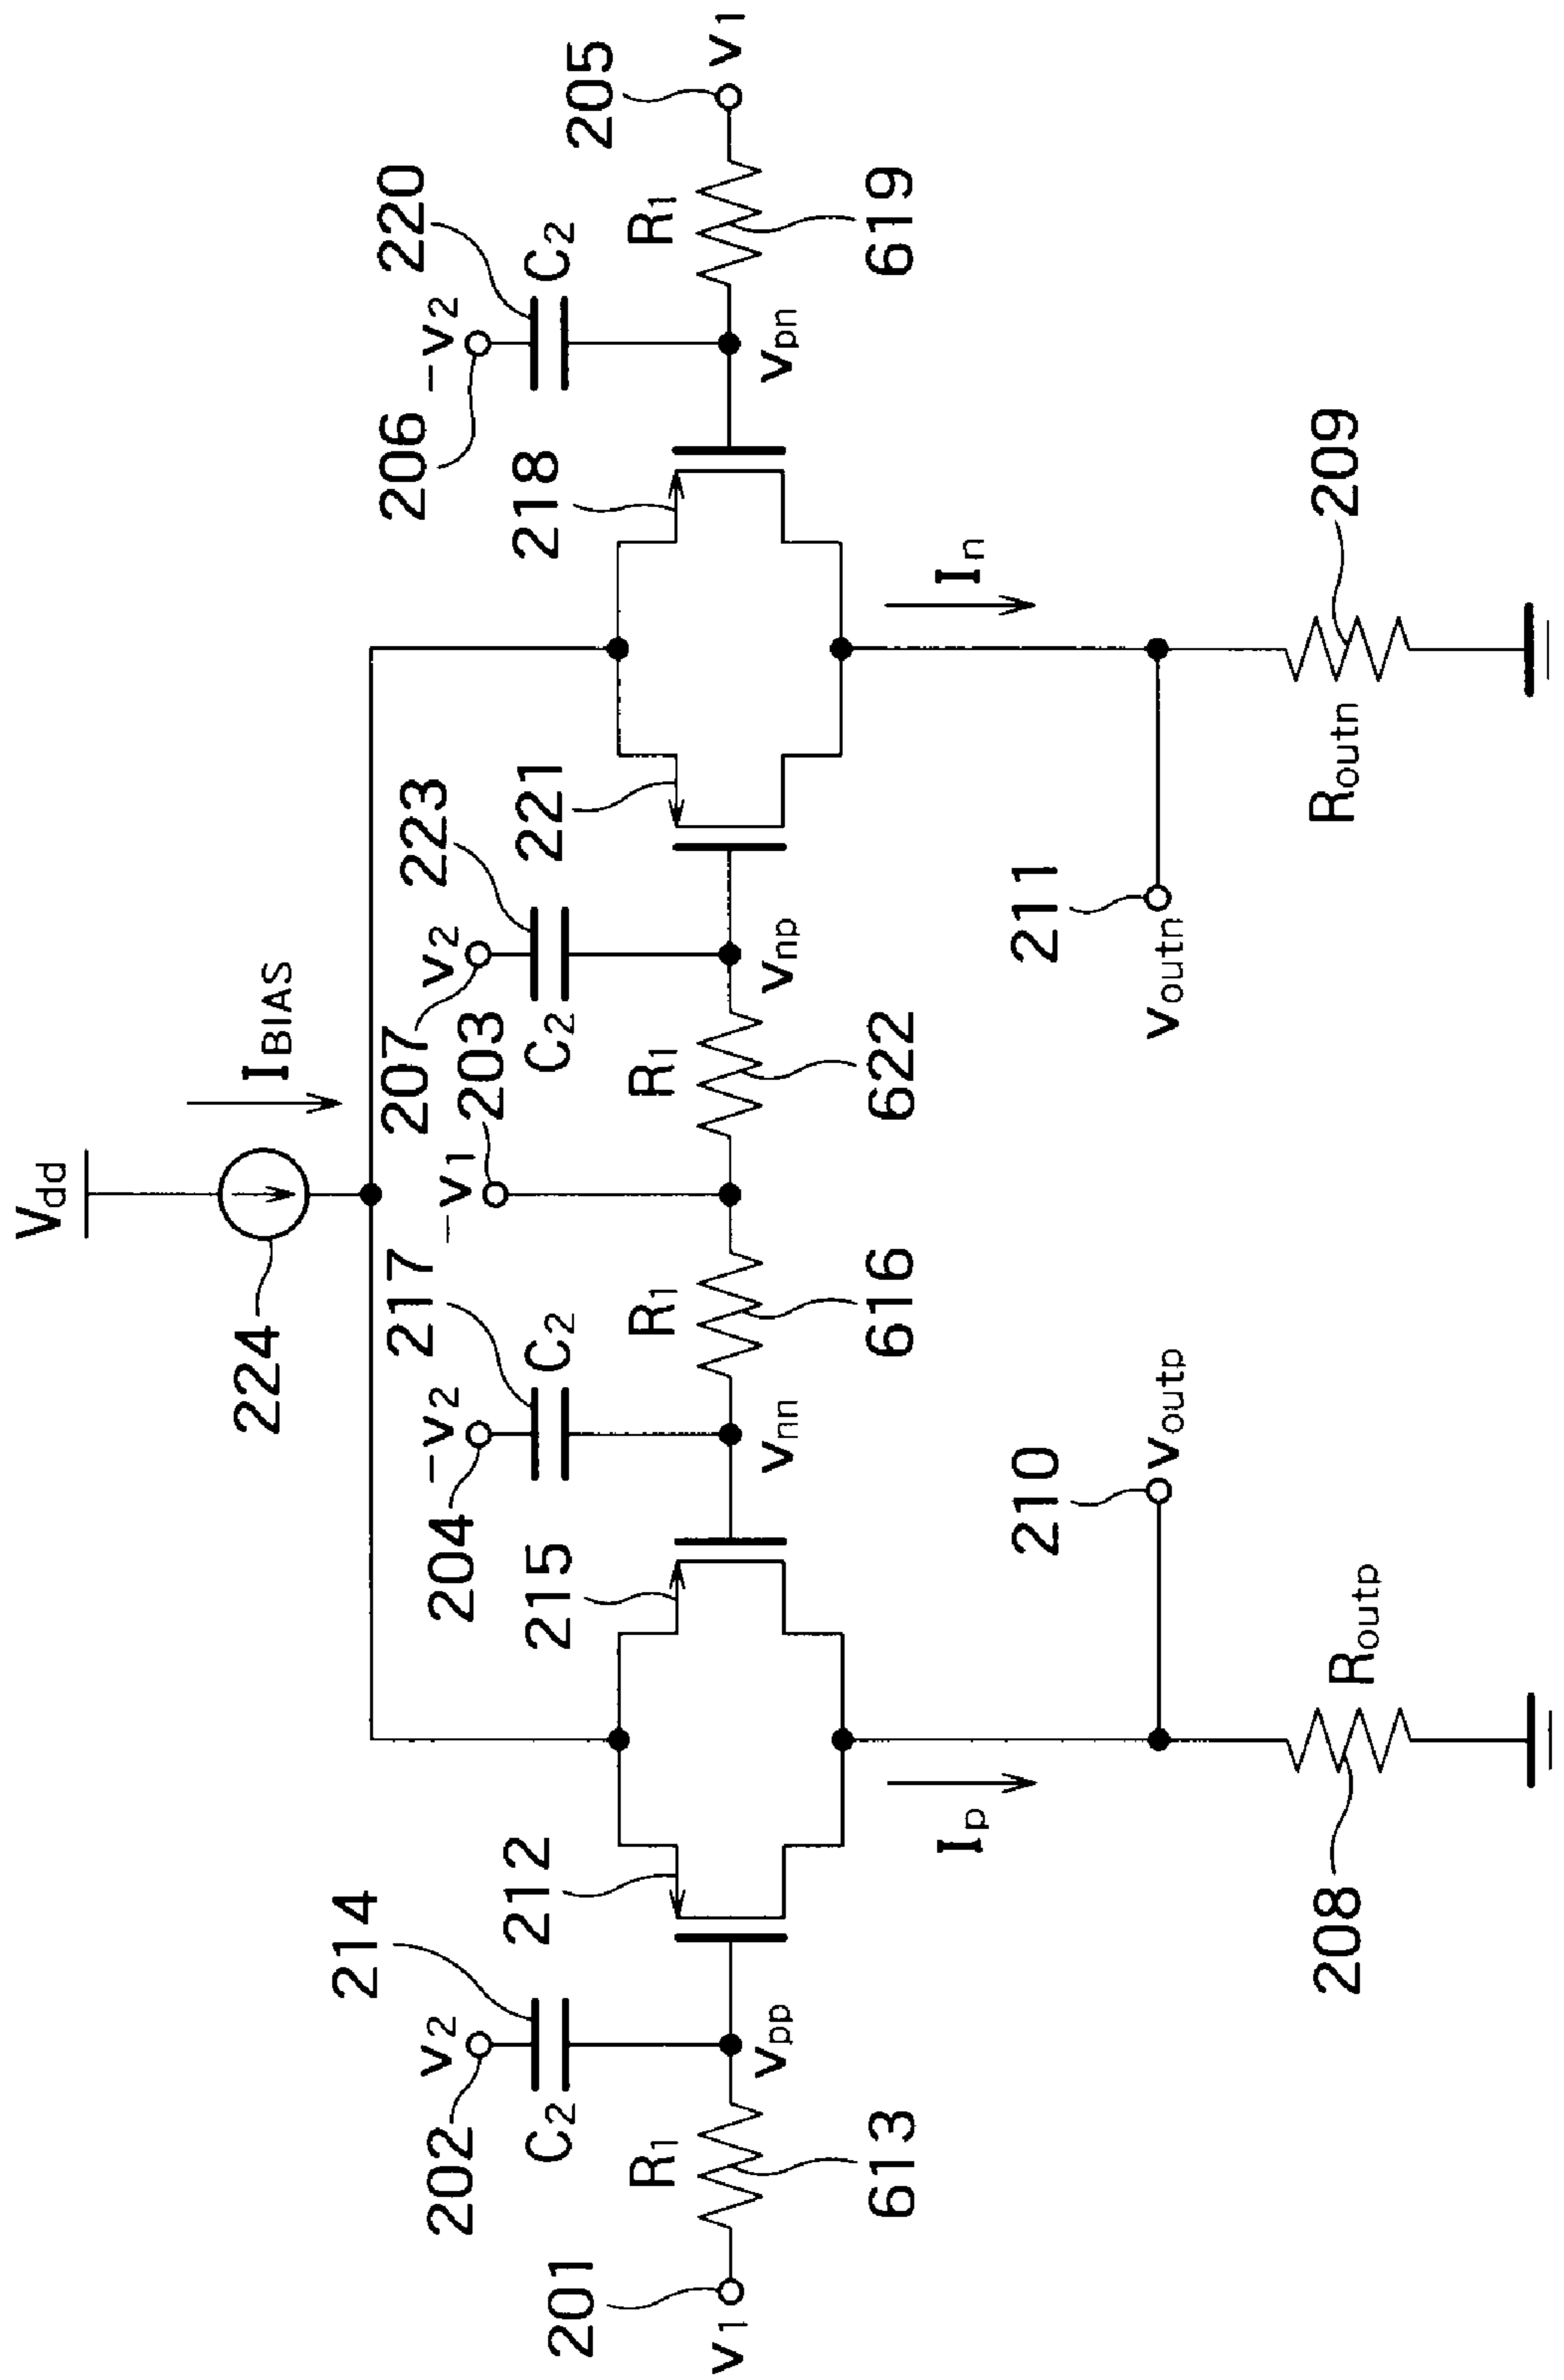 Vdd
224
IBIAS
214
v2
202
C2
212
201
v1
R1
613
vpp
204
-v2
217
C2
215
vnn
R1
616
-v1
203
207
v2
223
C2
221
R1
622
vnp
206
-v2
220
C2
218
vpn
R1
619
205
v1
Ip
In
210
voutp
211
voutn
208
Routp
Routn
209